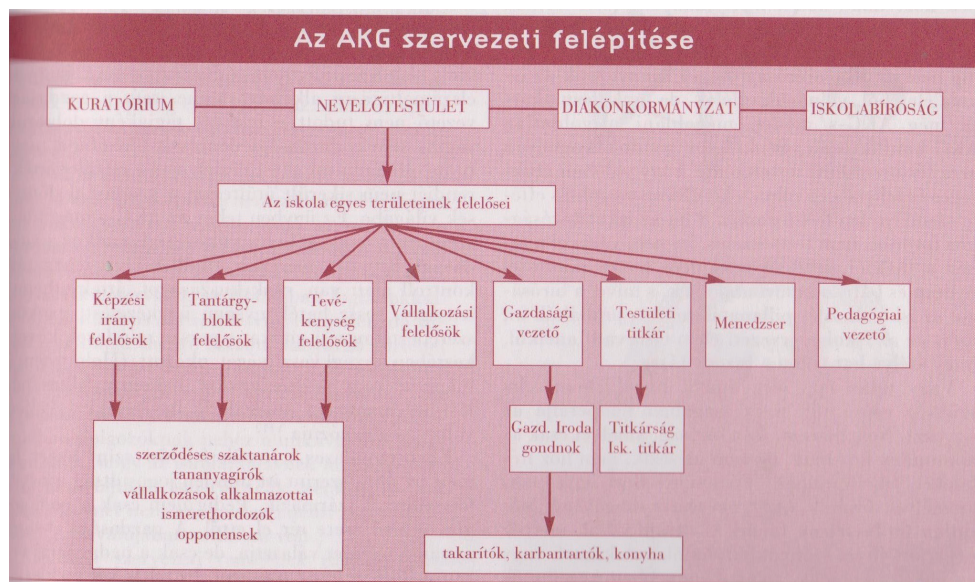 Az AKG szervezeti felépítése
KURATÓRIUM
NEVELŐTESTÜLET
DIÁKÖNKORMÁNYZAT
ISKOLABÍRÓSÁG
Az iskola egyes területeinek felelősei
Képzési
irány
felelősök
Tantárgy-
blokk
felelősök
Tevé-
kenység
felelősök
Vállalkozási
felelősök
Gazdasági
vezető
Testületi
titkár
Menedzser
Pedagógiai
vezető
szerződéses szaktanárok
tananyagírók
vállalkozások alkalmazottai
ismerethordozók
opponensek
Gazd. Iroda
gondnok
Titkárság
Isk. titkár
takarítók, karbantartók, konyha